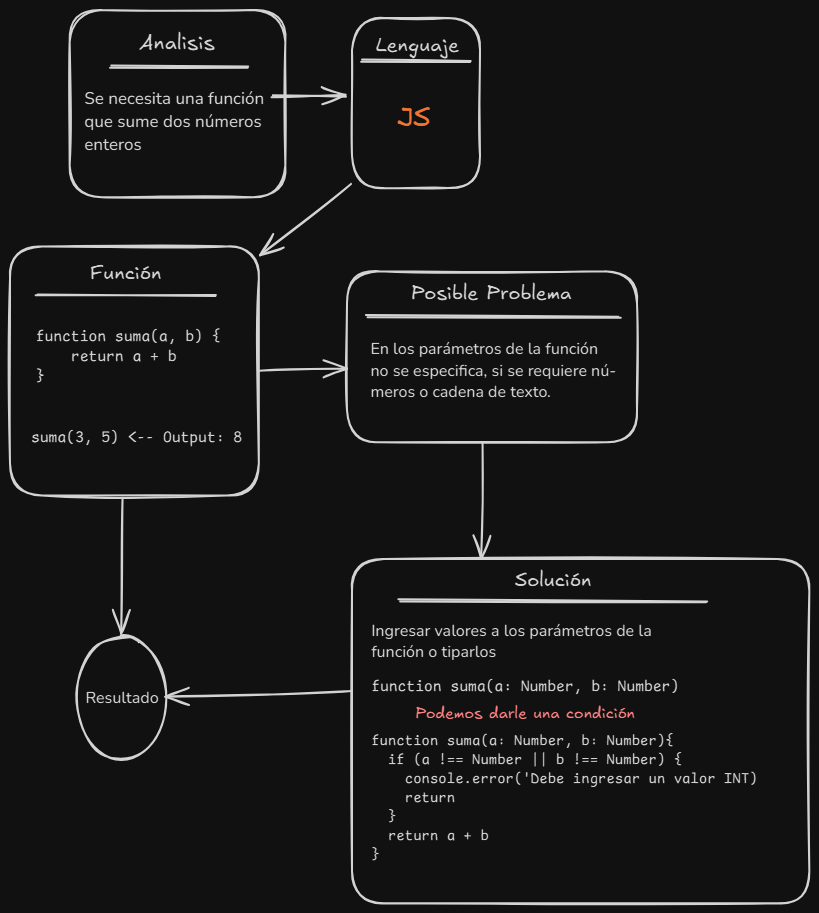 Analisis
Se necesita una función
que sume dos números
enteros
Lenguaje
JS
Función
function suma(a, b) {
    return a + b
}
suma(3, 5) <-- Output: 8
Posible Problema
En los parámetros de la función
no se especifica, si se requiere nú-
meros o cadena de texto.
Solución
Ingresar valores a los parámetros de la
función o tiparlos
function suma(a: Number, b: Number)
Podemos darle una condición
function suma(a: Number, b: Number){
  if (a !== Number || b !== Number) {
    console.error('Debe ingresar un valor INT)
    return
  }
  return a + b
}
Resultado